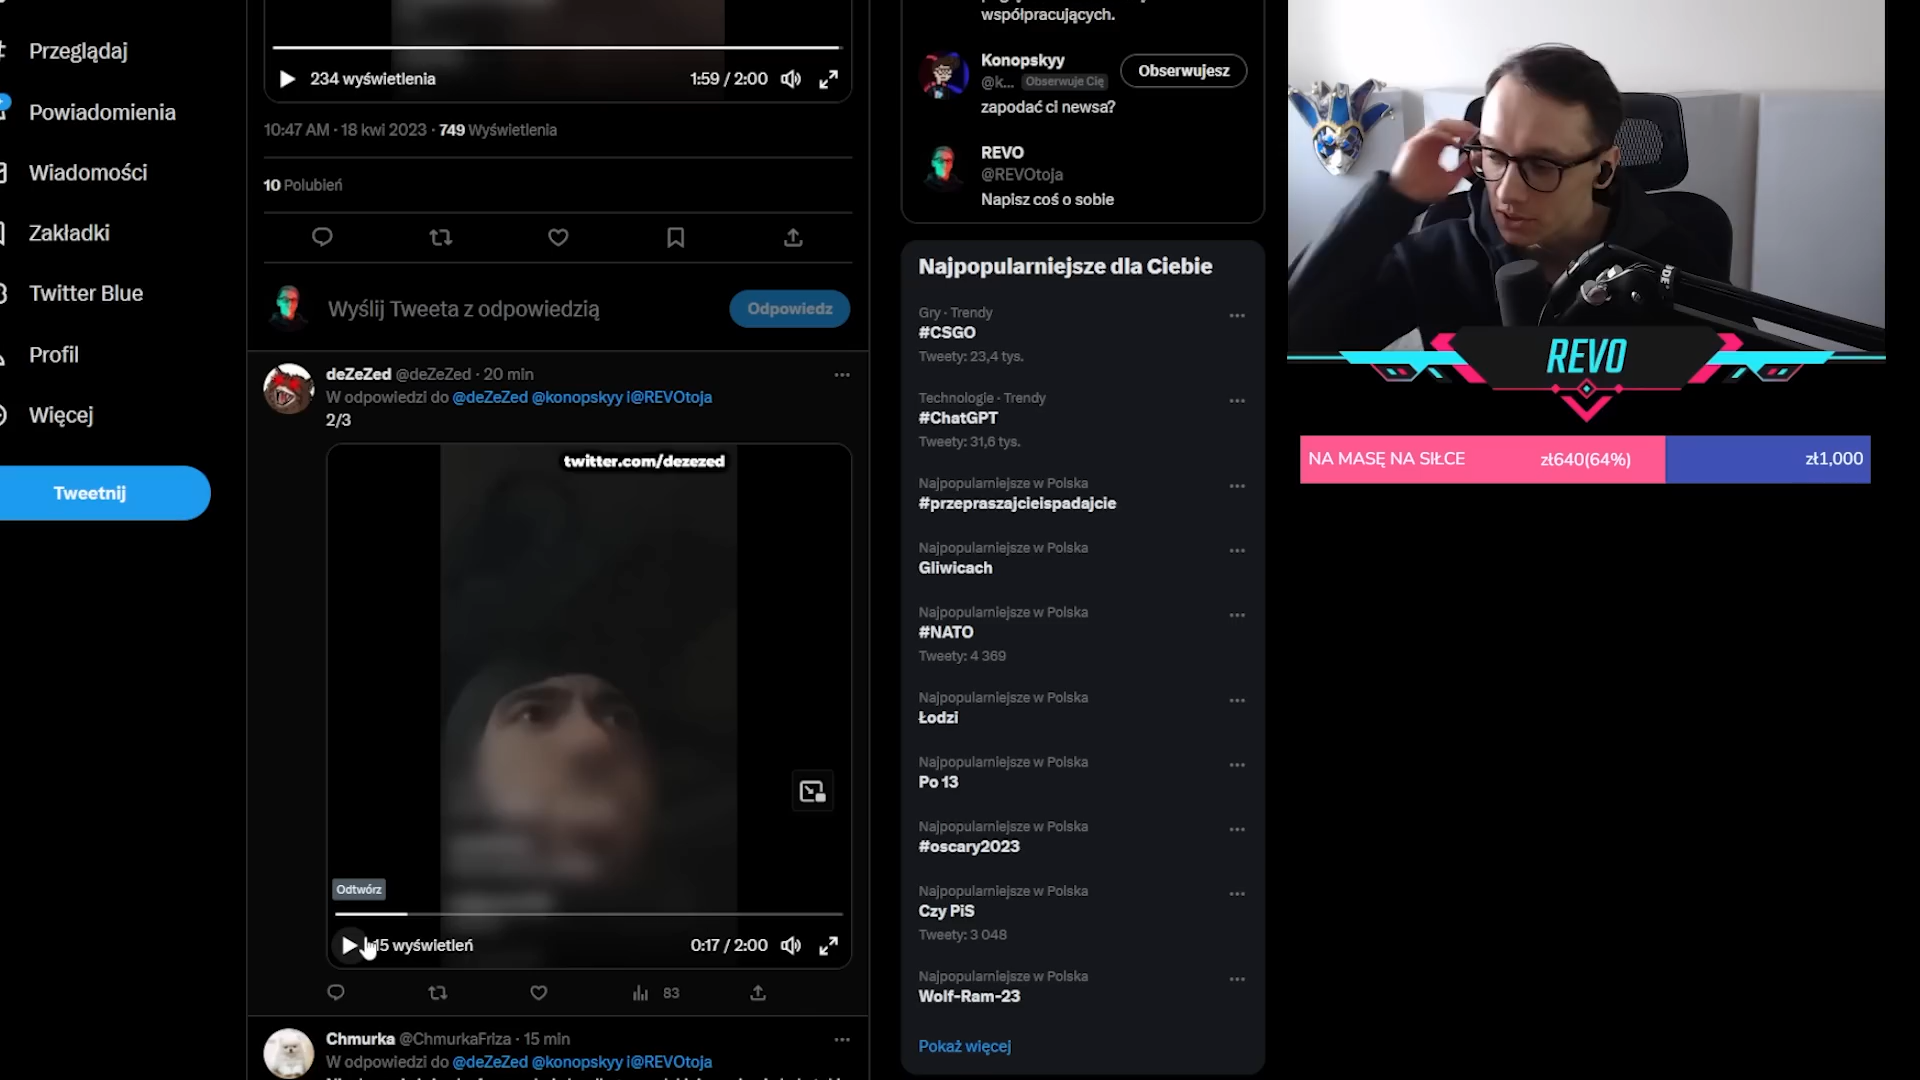 Przeglądaj
Powiadomienia
Wiadomości
Zakładki
Twitter Blue
Profil
Więcej
Tweetnij
234 wyświetlenia
1:59 / 2:00
10:47 AM · 18 kwi 2023 · 749 Wyświetlenia
10 Polubień
Wyślij Tweeta z odpowiedzią
Odpowiedz
deZeZed @deZeZed · 20 min
W odpowiedzi do @deZeZed @konopskyy i@REVOtoja
2/3
twitter.com/dezezed
Odtwórz
15 wyświetleń
0:17 / 2:00
83
Chmurka @ChmurkaFriza · 15 min
W odpowiedzi do @deZeZed @konopskyy i@REVOtoja
współpracujących.
Konopskyy
@k... Obserwuje Cię
Obserwujesz
zapodać ci newsa?
REVO
@REVOtoja
Napisz coś o sobie
Najpopularniejsze dla Ciebie
Gry · Trendy
#CSGO
Tweety: 23,4 tys.
Technologie · Trendy
#ChatGPT
Tweety: 31,6 tys.
Najpopularniejsze w Polska
#przepraszajcieispadajcie
Najpopularniejsze w Polska
Gliwicach
Najpopularniejsze w Polska
#NATO
Tweety: 4 369
Najpopularniejsze w Polska
Łodzi
Najpopularniejsze w Polska
Po 13
Najpopularniejsze w Polska
#oscary2023
Najpopularniejsze w Polska
Czy PiS
Tweety: 3 048
Najpopularniejsze w Polska
Wolf-Ram-23
Pokaż więcej
REVO
NA MASĘ NA SIŁCE
zł640(64%)
zł1,000